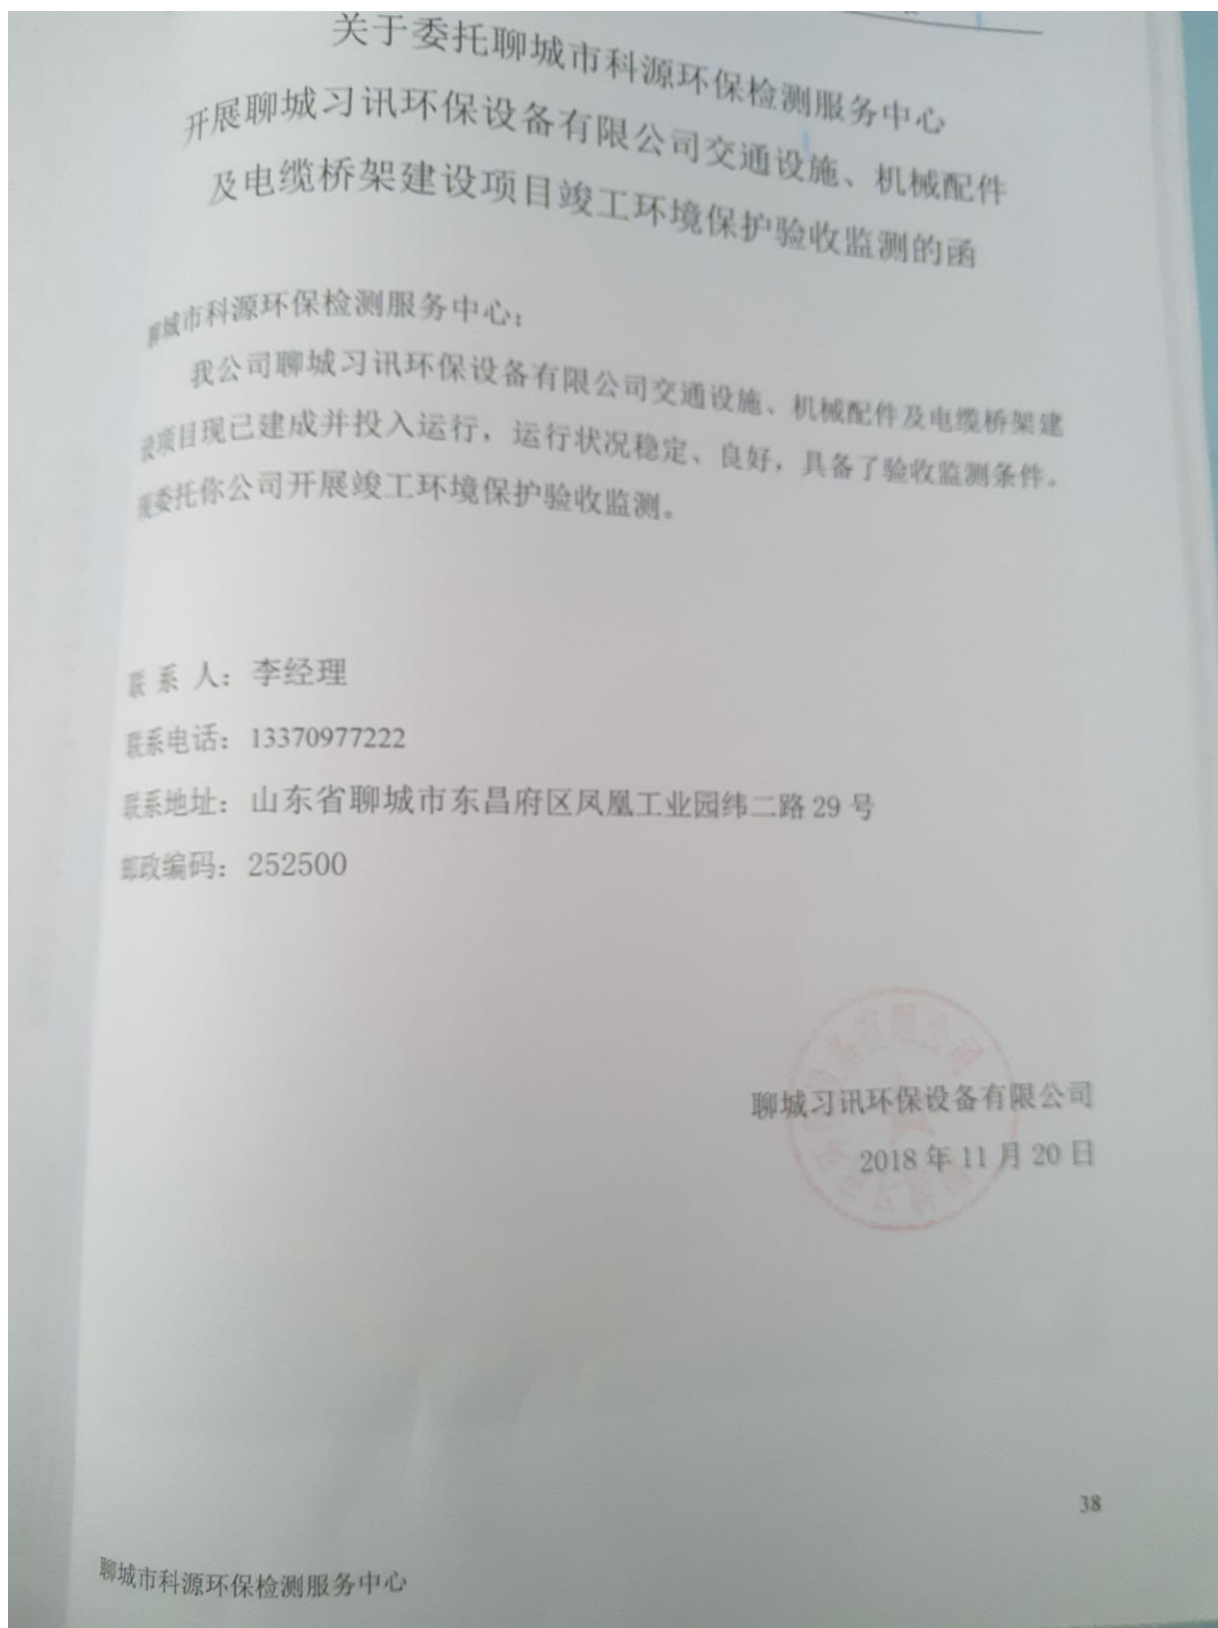 关于委托聊城市科源环保检测服务中心
开展聊城习讯环保设备有限公司交通设施、机械配件
及电缆桥架建设项目竣工环境保护验收监测的函
聊城市科源环保检测服务中心:
我公司聊城习讯环保设备有限公司交通设施、机械配件及电缆桥架建
设项目现已建成并投入运行,运行状况稳定、良好,具备了验收监测条件。
现委托你公司开展竣工环境保护验收监测。
联 系 人:李经理
联系电话:13370977222
联系地址:山东省聊城市东昌府区凤凰工业园纬二路 29 号
邮政编码:252500
设备有限公司
聊城习讯环保设备有限公司
2018 年 11 月 20 日
38
聊城市科源环保检测服务中心